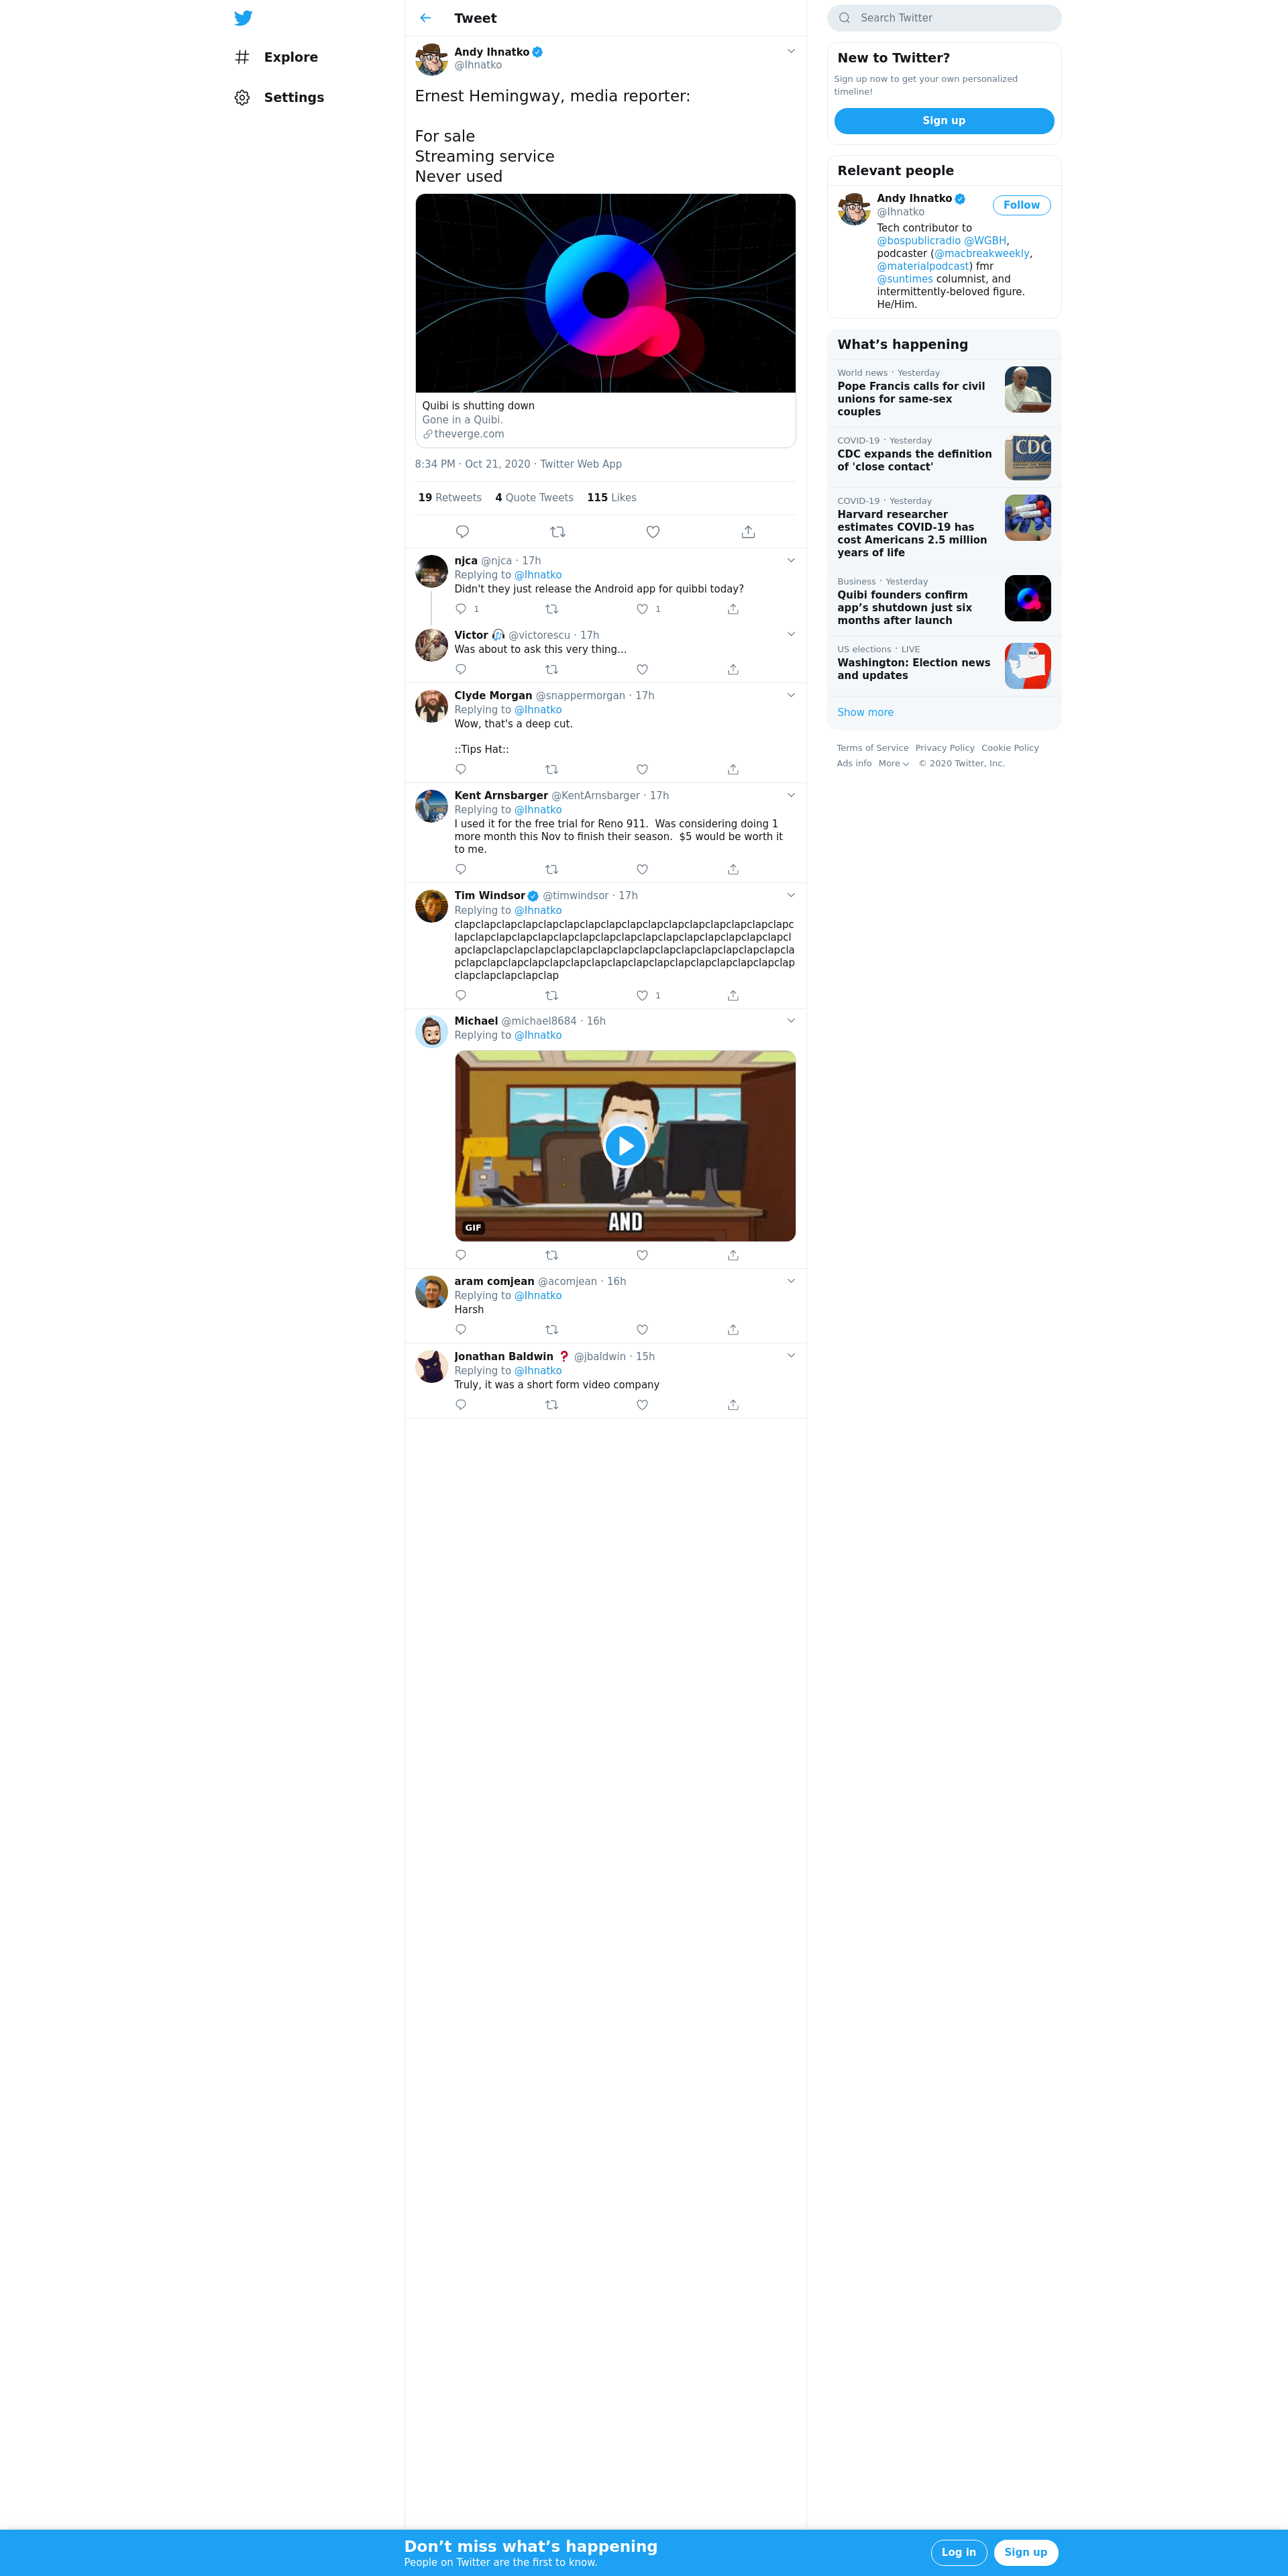 Explore
Settings
Tweet
Andy Ihnatko
@Ihnatko
Ernest Hemingway, media reporter:
For sale
Streaming service
Never used
Quibi is shutting down
Gone in a Quibi.
theverge.com
8:34 PM · Oct 21, 2020 · Twitter Web App
19 Retweets 4 Quote Tweets 115 Likes
njca @njca · 17h
Replying to @Ihnatko
Didn't they just release the Android app for quibbi today?
1 1
Victor @victorescu · 17h
Was about to ask this very thing...
Clyde Morgan @snappermorgan · 17h
Replying to @Ihnatko
Wow, that's a deep cut.
::Tips Hat::
Kent Arnsbarger @KentArnsbarger · 17h
Replying to @Ihnatko
I used it for the free trial for Reno 911.  Was considering doing 1
more month this Nov to finish their season.  $5 would be worth it
to me.
Tim Windsor @timwindsor · 17h
Replying to @Ihnatko
clapclapclapclapclapclapclapclapclapclapclapclapclapclapclapclapc
lapclapclapclapclapclapclapclapclapclapclapclapclapclapclapclapcl
apclapclapclapclapclapclapclapclapclapclapclapclapclapclapclapcla
pclapclapclapclapclapclapclapclapclapclapclapclapclapclapclapclap
clapclapclapclapclap
1
Michael @michael8684 · 16h
Replying to @Ihnatko
AND
GIF
aram comjean @acomjean · 16h
Replying to @Ihnatko
Harsh
Jonathan Baldwin ❓ @jbaldwin · 15h
Replying to @Ihnatko
Truly, it was a short form video company
Search Twitter
New to Twitter?
Sign up now to get your own personalized
timeline!
Sign up
Relevant people
Andy Ihnatko
@Ihnatko
Follow
Tech contributor to
@bospublicradio @WGBH,
podcaster (@macbreakweekly,
@materialpodcast) fmr
@suntimes columnist, and
intermittently-beloved figure.
He/Him.
What’s happening
World news · Yesterday
Pope Francis calls for civil
unions for same-sex
couples
COVID-19 · Yesterday
CDC expands the definition
of 'close contact'
CDC
COVID-19 · Yesterday
Harvard researcher
estimates COVID-19 has
cost Americans 2.5 million
years of life
Business · Yesterday
Quibi founders confirm
app’s shutdown just six
months after launch
US elections · LIVE
Washington: Election news
and updates
WA
Show more
Terms of Service Privacy Policy Cookie Policy
Ads info More © 2020 Twitter, Inc.
Don’t miss what’s happening
People on Twitter are the first to know.
Log in
Sign up